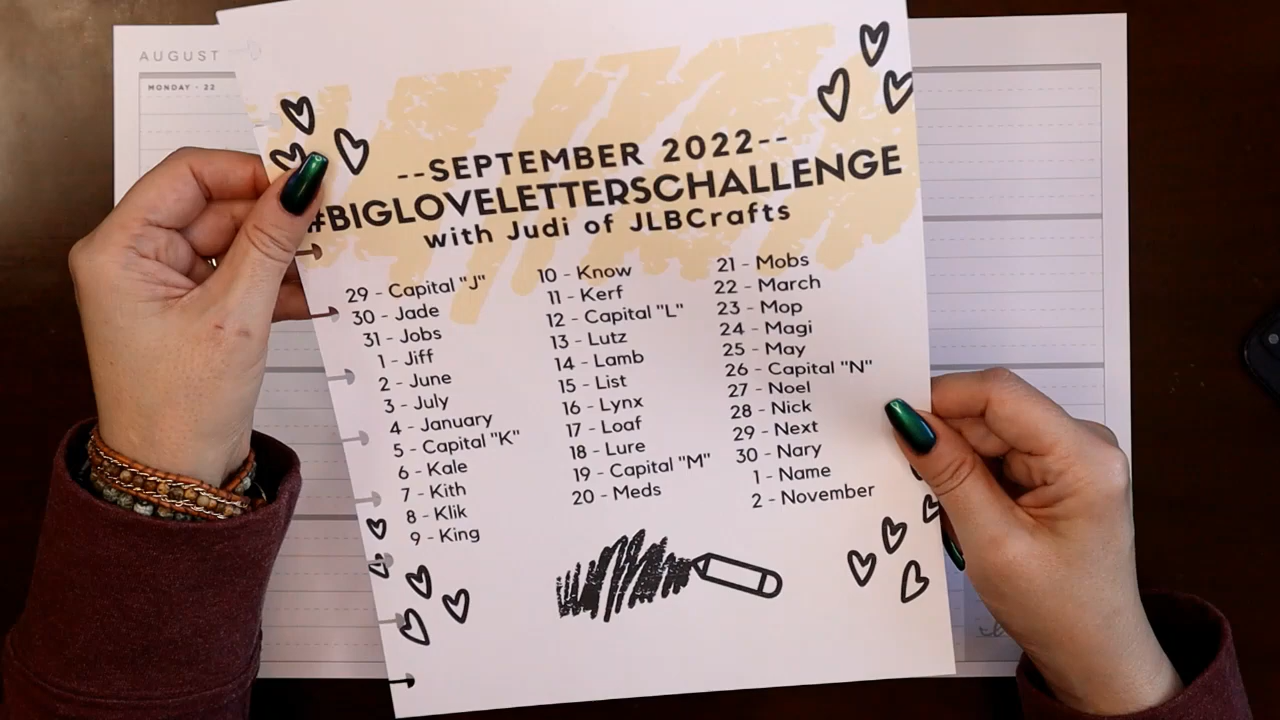 AUGUST
MONDAY · 22
--SEPTEMBER 2022--
#BIGLOVELETTERSCHALLENGE
with Judi of JLBCrafts
29 - Capital "J"
30 - Jade
31 - Jobs
1 - Jiff
2 - June
3 - July
4 - January
5 - Capital "K"
6 - Kale
7 - Kith
8 - Klik
9 - King
10 - Know
11 - Kerf
12 - Capital "L"
13 - Lutz
14 - Lamb
15 - List
16 - Lynx
17 - Loaf
18 - Lure
19 - Capital "M"
20 - Meds
21 - Mobs
22 - March
23 - Mop
24 - Magi
25 - May
26 - Capital "N"
27 - Noel
28 - Nick
29 - Next
30 - Nary
1 - Name
2 - November